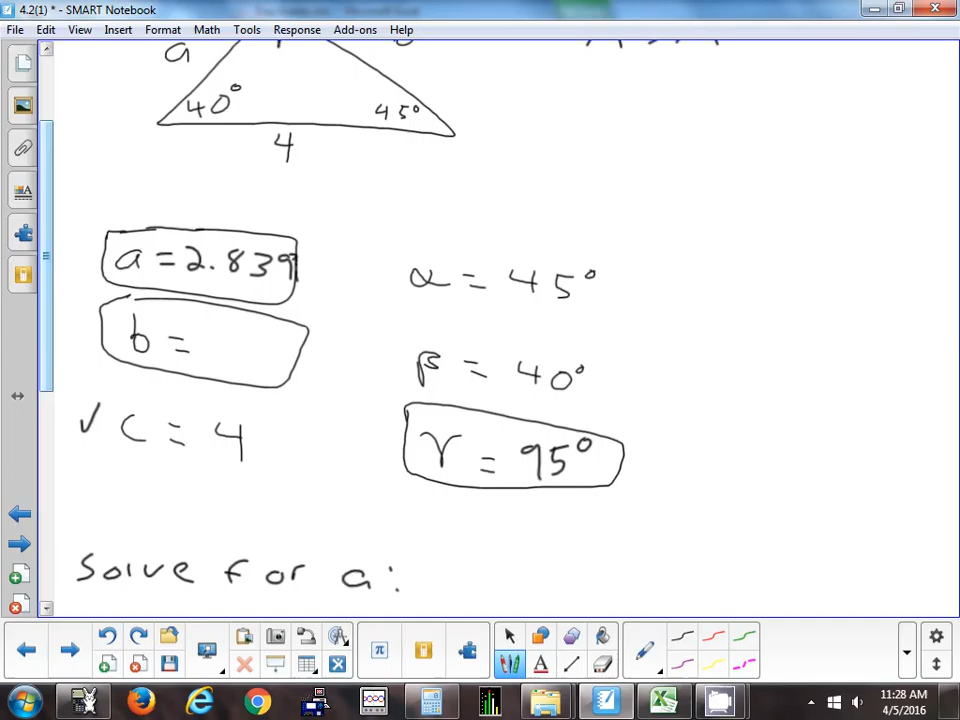 4.2(1) * - SMART Notebook
File Edit View Insert Format Math Tools Response Add-ons Help
a
40°
45°
4
a = 2.839
α = 45°
b =
β = 40°
✓ c = 4
γ = 95°
Solve for a:
11:28 AM
4/5/2016